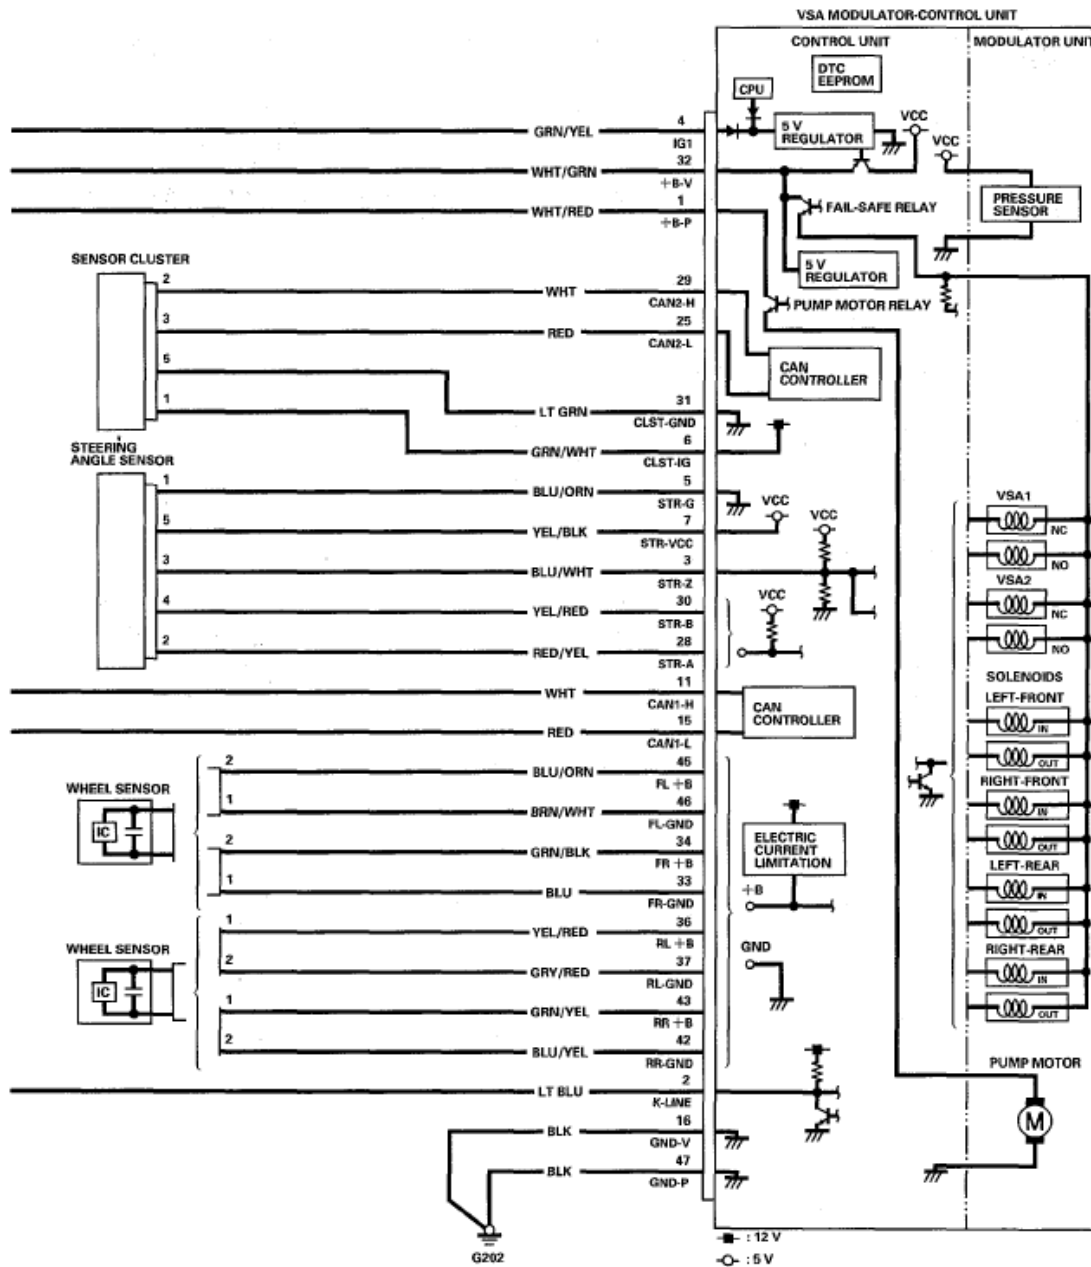 VSA MODULATOR-CONTROL UNIT
CONTROL UNIT
MODULATOR UNIT
DTC
EEPROM
CPU
VCC
VCC
5 V
REGULATOR
PRESSURE
SENSOR
FAIL-SAFE RELAY
5 V
REGULATOR
PUMP MOTOR RELAY
CAN
CONTROLLER
GRN/YEL
4
IG1
WHT/GRN
32
+B-V
WHT/RED
1
+B-P
SENSOR CLUSTER
2
WHT
29
CAN2-H
3
RED
25
CAN2-L
5
LT GRN
31
CLST-GND
1
GRN/WHT
6
CLST-IG
STEERING
ANGLE SENSOR
1
BLU/ORN
5
STR-G
5
YEL/BLK
7
STR-VCC
VCC
VCC
3
BLU/WHT
3
STR-Z
4
YEL/RED
30
STR-B
VCC
2
RED/YEL
28
STR-A
WHT
11
CAN1-H
RED
15
CAN1-L
CAN
CONTROLLER
WHEEL SENSOR
IC
2
BLU/ORN
45
FL +B
1
BRN/WHT
46
FL-GND
2
GRN/BLK
34
FR +B
1
BLU
33
FR-GND
ELECTRIC
CURRENT
LIMITATION
+B
GND
WHEEL SENSOR
IC
1
YEL/RED
36
RL +B
2
GRY/RED
37
RL-GND
1
GRN/YEL
43
RR +B
2
BLU/YEL
42
RR-GND
LT BLU
2
K-LINE
BLK
16
GND-V
BLK
47
GND-P
G202
VSA1
NC
NO
VSA2
NC
NO
SOLENOIDS
LEFT-FRONT
IN
OUT
RIGHT-FRONT
IN
OUT
LEFT-REAR
IN
OUT
RIGHT-REAR
IN
OUT
PUMP MOTOR
M
: 12 V
: 5 V